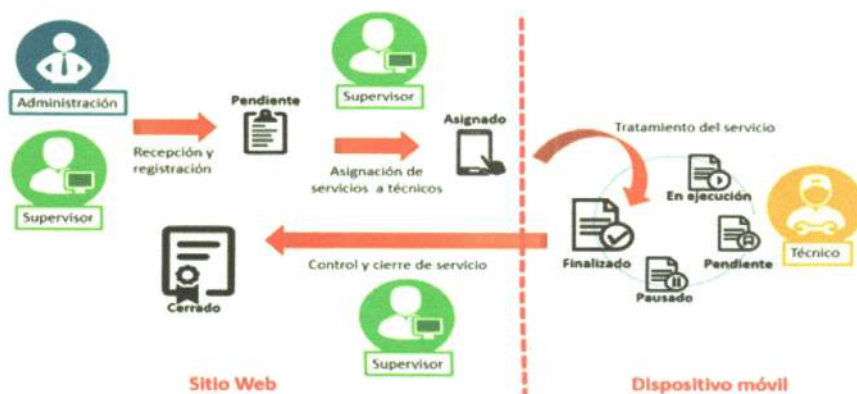 Administración
Supervisor
Recepción y
registración
Pendiente
Supervisor
Asignación de
servicios a técnicos
Asignado
Tratamiento del servicio
En ejecución
Pendiente
Pausado
Finalizado
Técnico
Control y cierre de servicio
Supervisor
Cerrado
Sitio Web
Dispositivo móvil